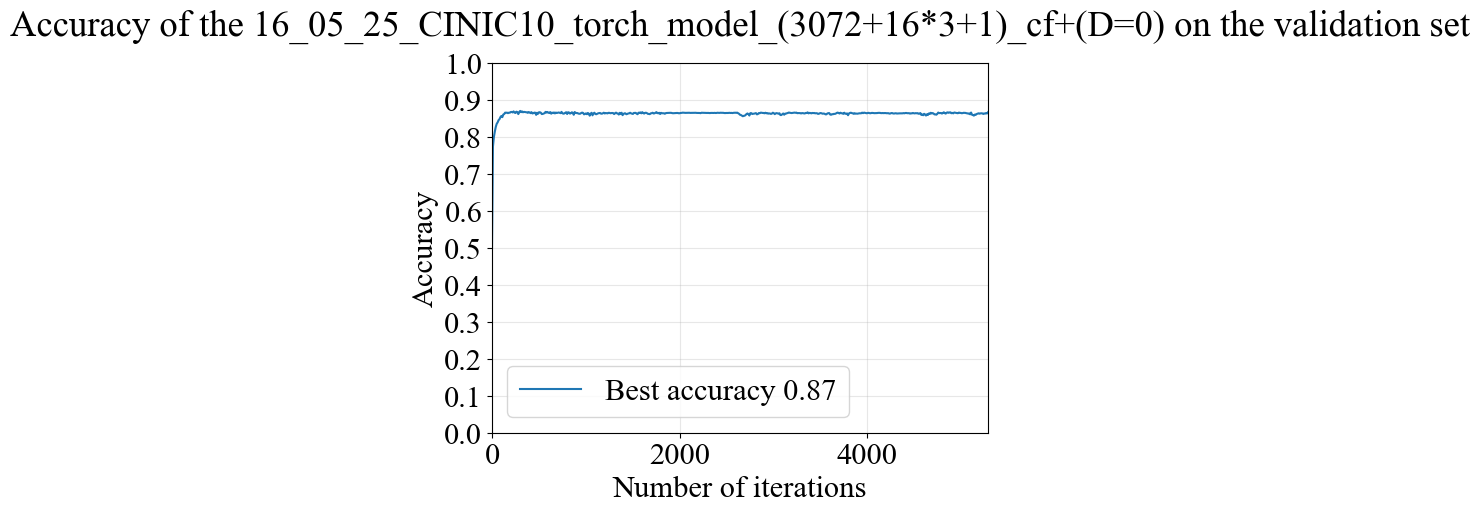 Accuracy of the 16_05_25_CINIC10_torch_model_(3072+16*3+1)_cf+(D=0) on the validation set
1.0
0.9
0.8
0.7
0.6
0.5
0.4
0.3
0.2
0.1
0.0
Accuracy
Best accuracy 0.87
0 2000 4000
Number of iterations